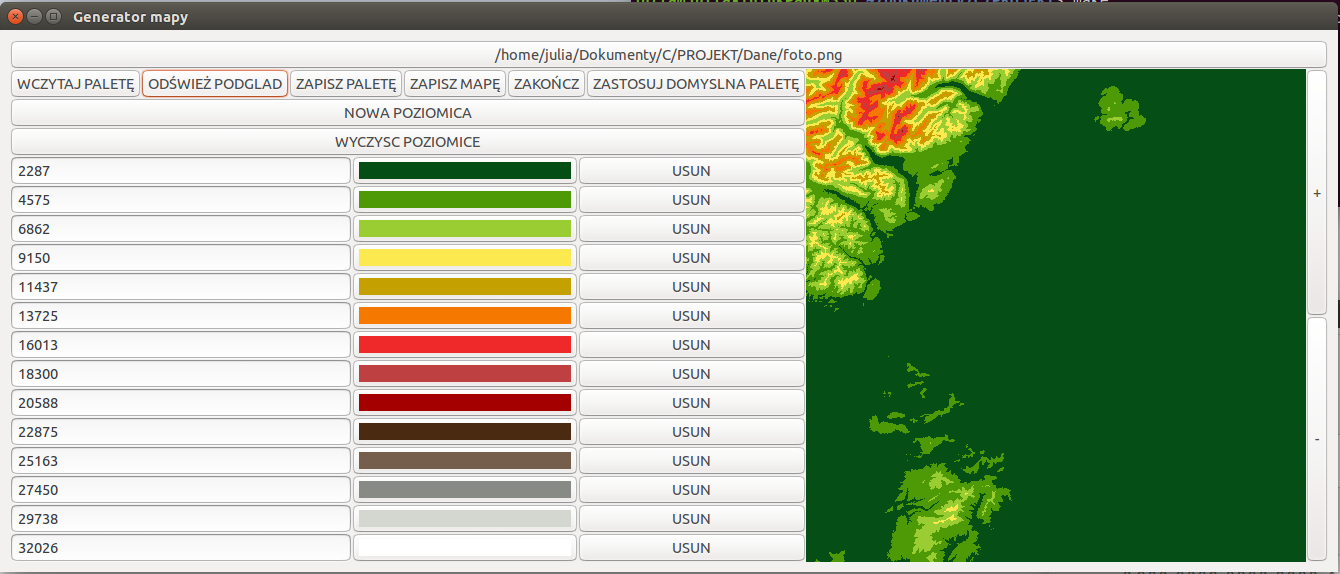 Generator mapy
/home/julia/Dokumenty/C/PROJEKT/Dane/foto.png
WCZYTAJ PALETĘ ODŚWIEŻ PODGLAD ZAPISZ PALETĘ ZAPISZ MAPĘ ZAKOŃCZ ZASTOSUJ DOMYSLNA PALETĘ
NOWA POZIOMICA
WYCZYSC POZIOMICE
2287 USUN
+
4575 USUN
6862 USUN
9150 USUN
11437 USUN
13725 USUN
16013 USUN
18300 USUN
20588 USUN
22875 USUN
-
25163 USUN
27450 USUN
29738 USUN
32026 USUN